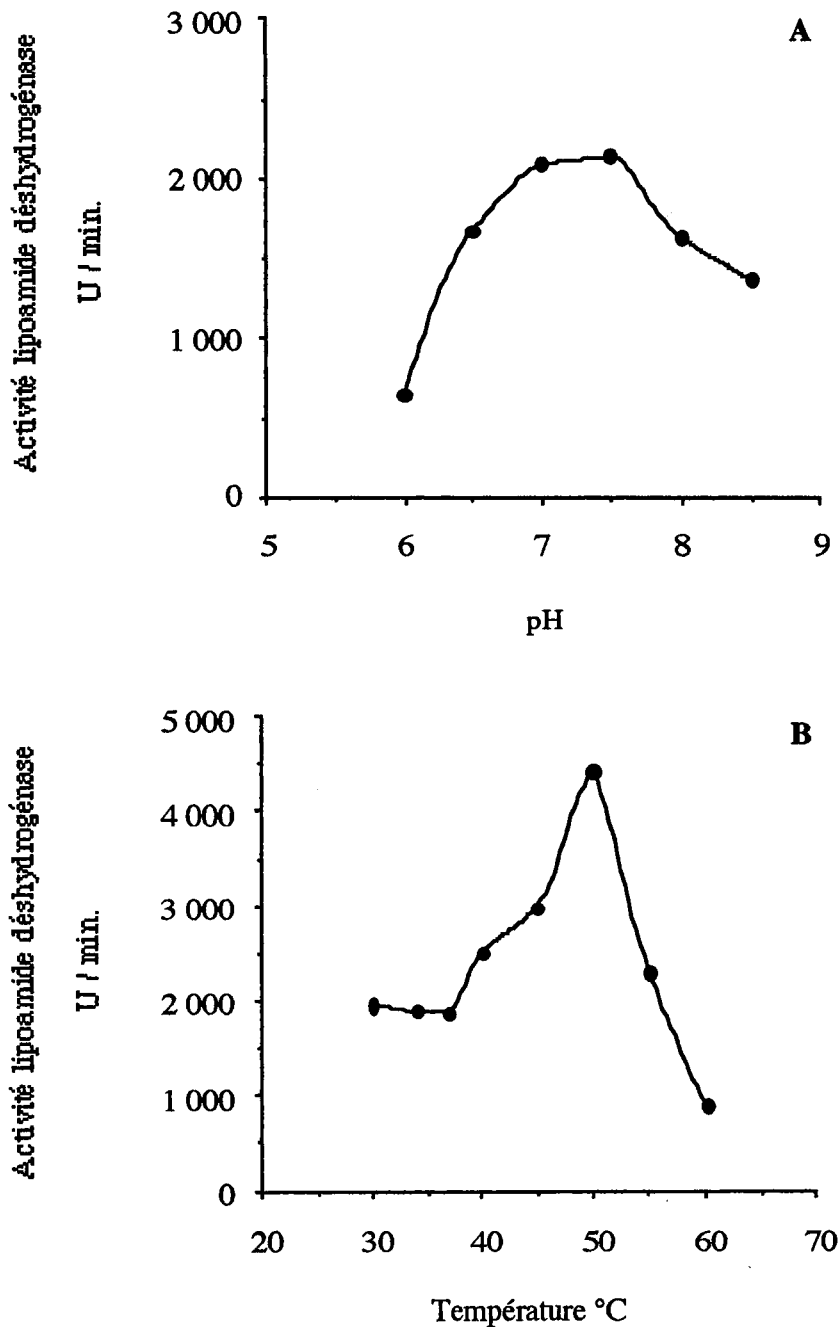 A
Activité lipoamide déshydrogénase
U / min.
3 000
2 000
1 000
0
5 6 7 8 9
pH
B
Activité lipoamide déshydrogénase
U / min.
5 000
4 000
3 000
2 000
1 000
0
20 30 40 50 60 70
Température °C